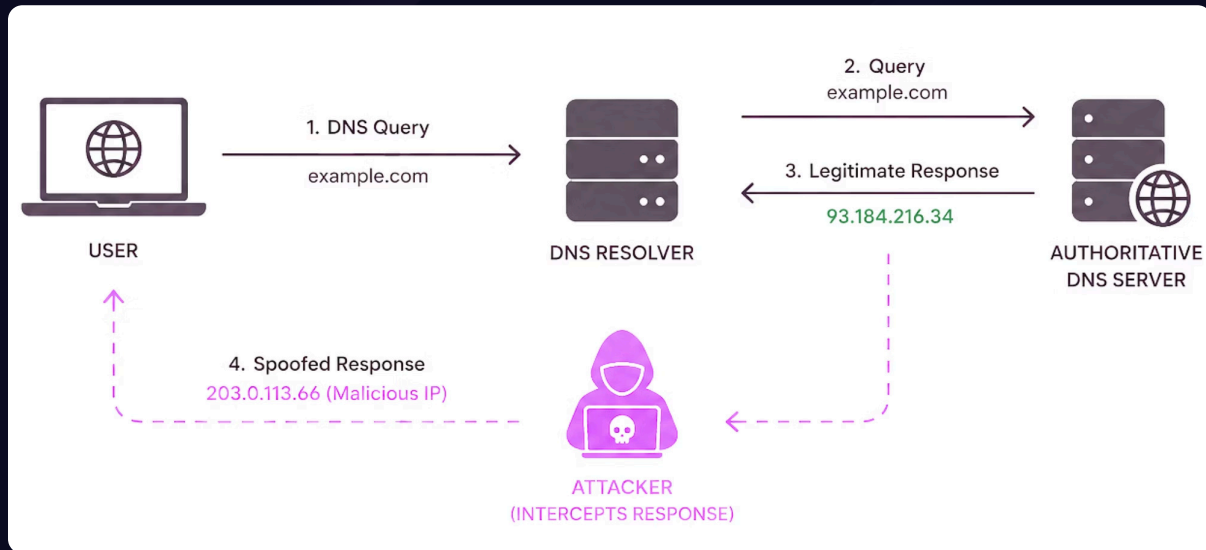 1. DNS Query
example.com
2. Query
example.com
3. Legitimate Response
93.184.216.34
USER
DNS RESOLVER
AUTHORITATIVE
DNS SERVER
4. Spoofed Response
203.0.113.66 (Malicious IP)
ATTACKER
(INTERCEPTS RESPONSE)